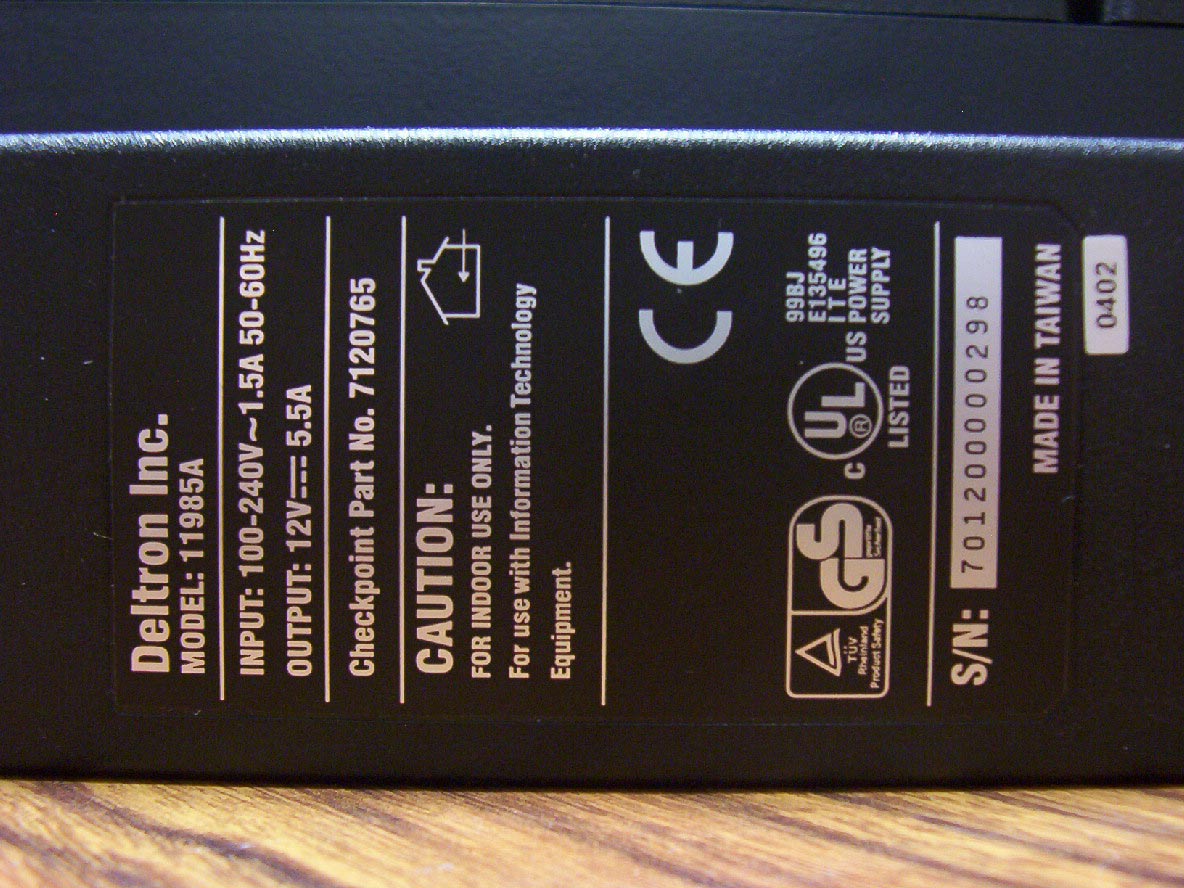 Deltron Inc.
MODEL: 11985A
INPUT: 100-240V~1.5A 50-60Hz
OUTPUT: 12V⎓5.5A
Checkpoint Part No. 7120765
CAUTION:
FOR INDOOR USE ONLY.
For use with Information Technology
Equipment.
CE
TÜV
Rheinland
Product Safety
GS
geprüfte
Sicherheit
C UL ® US
LISTED
99BJ
E135496
I T E
POWER
SUPPLY
S/N: 7012000000298
MADE IN TAIWAN
0402